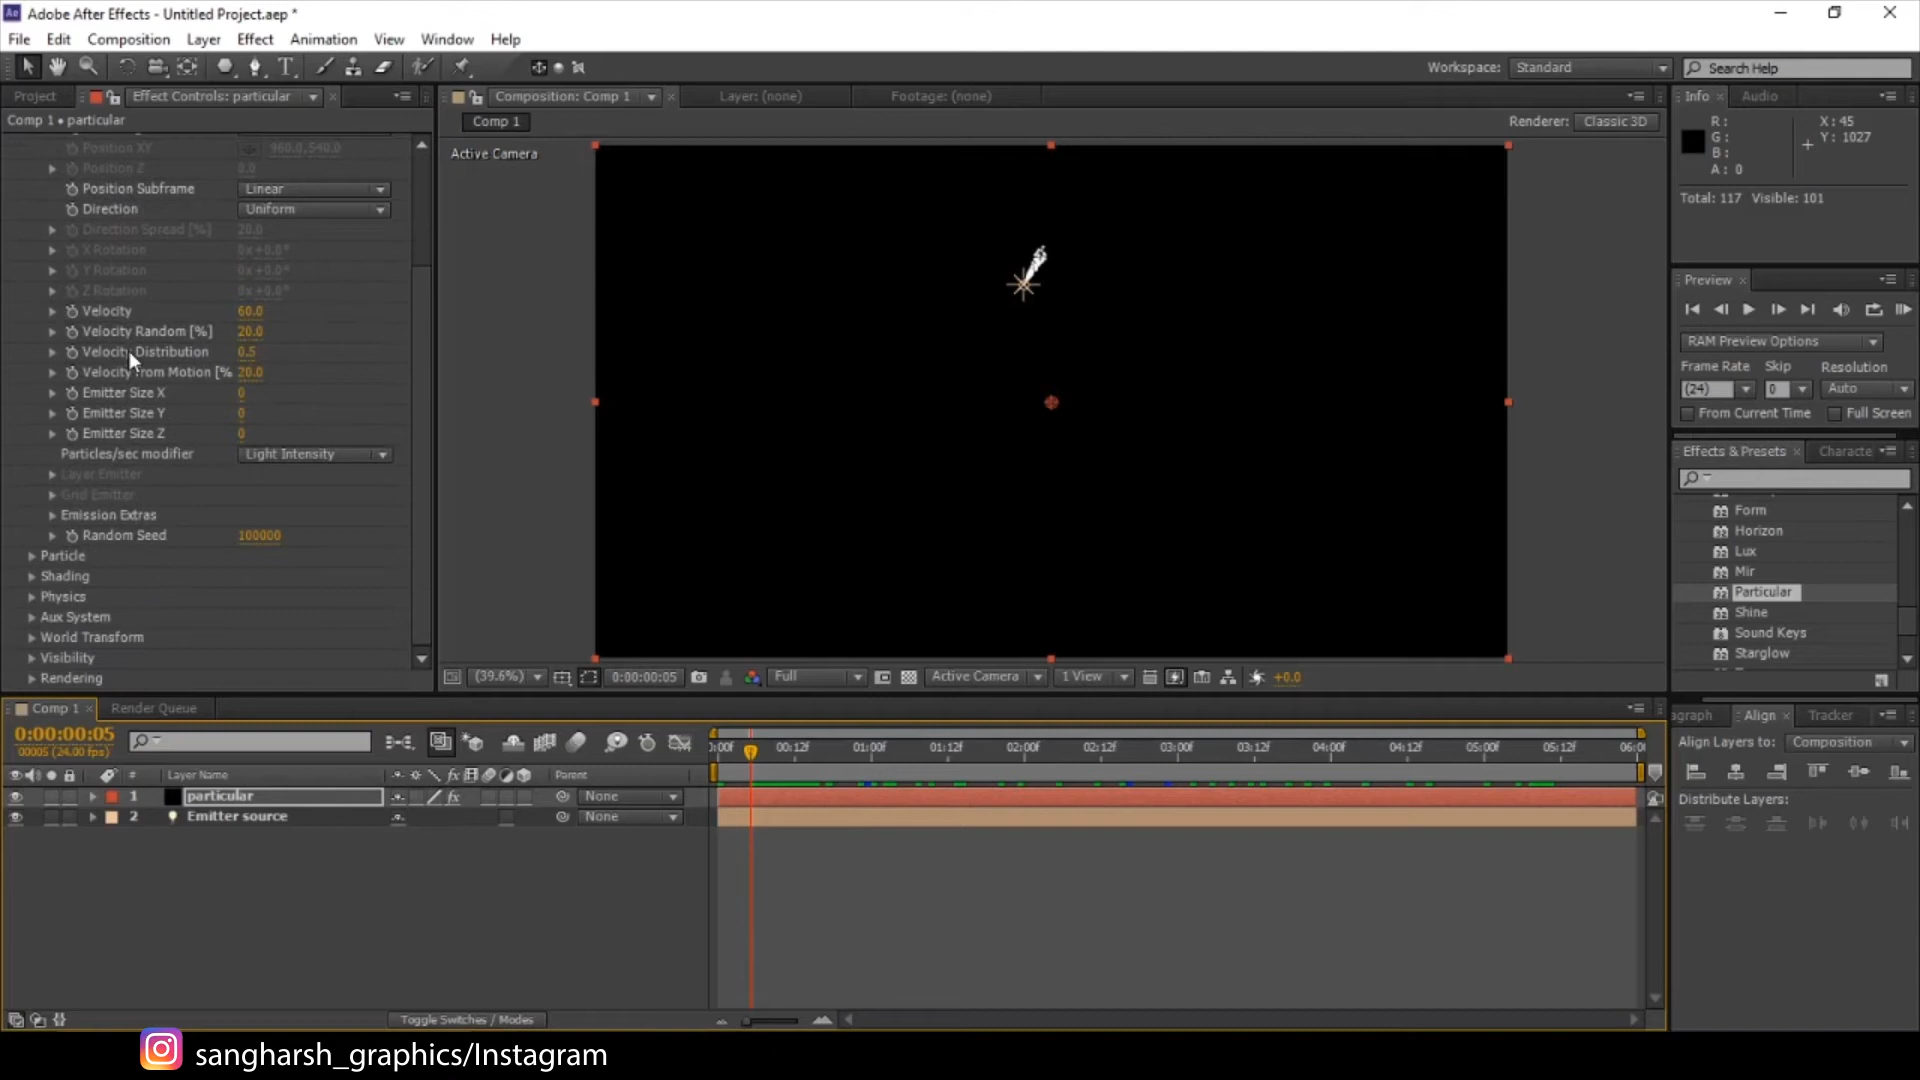 Adobe After Effects - Untitled Project.aep *
File Edit Composition Layer Effect Animation View Window Help
Workspace: Standard Search Help
Project Effect Controls: particular
Comp 1 • particular
Position XY 960.0,540.0
Position Z 0.0
Position Subframe Linear
Direction Uniform
Direction Spread [%] 20.0
X Rotation 0x+0.0°
Y Rotation 0x+0.0°
Z Rotation 0x+0.0°
Velocity 60.0
Velocity Random [%] 20.0
Velocity Distribution 0.5
Velocity from Motion [% 20.0
Emitter Size X 0
Emitter Size Y 0
Emitter Size Z 0
Particles/sec modifier Light Intensity
Layer Emitter
Grid Emitter
Emission Extras
Random Seed 100000
Particle
Shading
Physics
Aux System
World Transform
Visibility
Rendering
Composition: Comp 1 Layer: (none) Footage: (none)
Comp 1 Renderer: Classic 3D
Active Camera
(39.6%) 0:00:00:05 Full Active Camera 1 View +0.0
Info Audio
R: X: 45
G: Y: 1027
B:
A: 0
Total: 117 Visible: 101
Preview
RAM Preview Options
Frame Rate Skip Resolution
(24) 0 Auto
From Current Time Full Screen
Effects & Presets Characte
Form
Horizon
Lux
Mir
Particular
Shine
Sound Keys
Starglow
agraph Align Tracker
Align Layers to: Composition
Distribute Layers:
Comp 1 Render Queue
0:00:00:05
00005 (24.00 fps)
):00f 00:12f 01:00f 01:12f 02:00f 02:12f 03:00f 03:12f 04:00f 04:12f 05:00f 05:12f 06:0
# Layer Name fx Parent
1 particular fx None
2 Emitter source None
Toggle Switches / Modes
sangharsh_graphics/Instagram